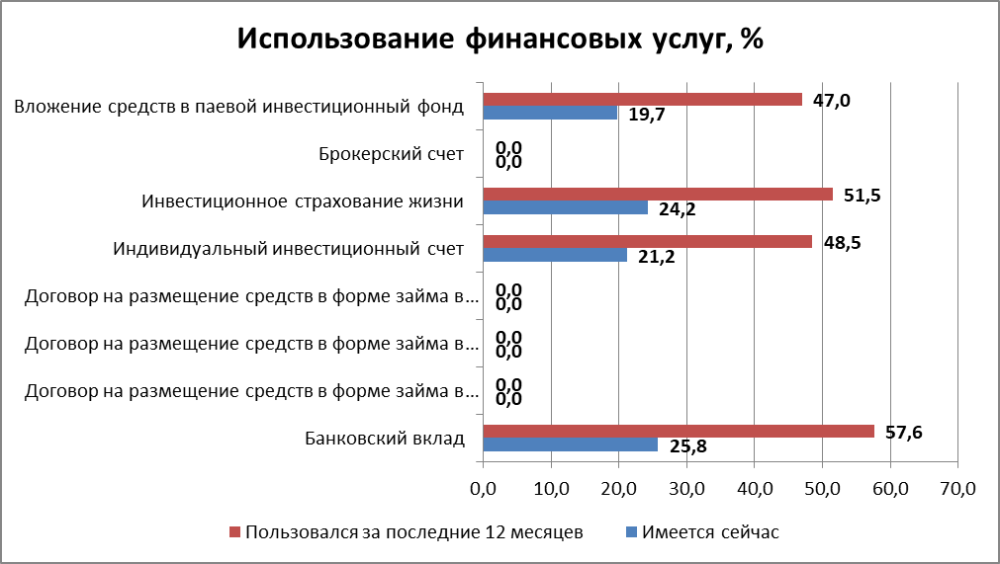 Использование финансовых услуг, %
Вложение средств в паевой инвестиционный фонд
47,0
19,7
Брокерский счет
0,0
0,0
Инвестиционное страхование жизни
51,5
24,2
Индивидуальный инвестиционный счет
48,5
21,2
Договор на размещение средств в форме займа в...
0,0
0,0
Договор на размещение средств в форме займа в...
0,0
0,0
Договор на размещение средств в форме займа в...
0,0
0,0
Банковский вклад
57,6
25,8
0,0 10,0 20,0 30,0 40,0 50,0 60,0 70,0
Пользовался за последние 12 месяцев Имеется сейчас